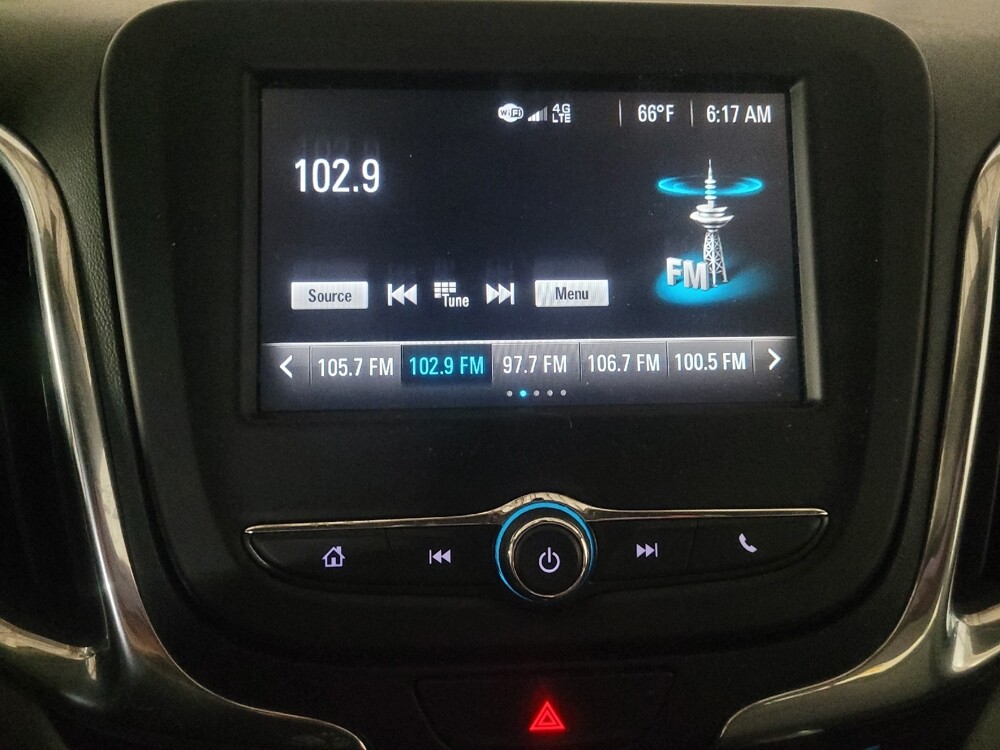 WiFi 4G LTE 66°F 6:17 AM
102.9
FM
Source Tune Menu
105.7 FM 102.9 FM 97.7 FM 106.7 FM 100.5 FM